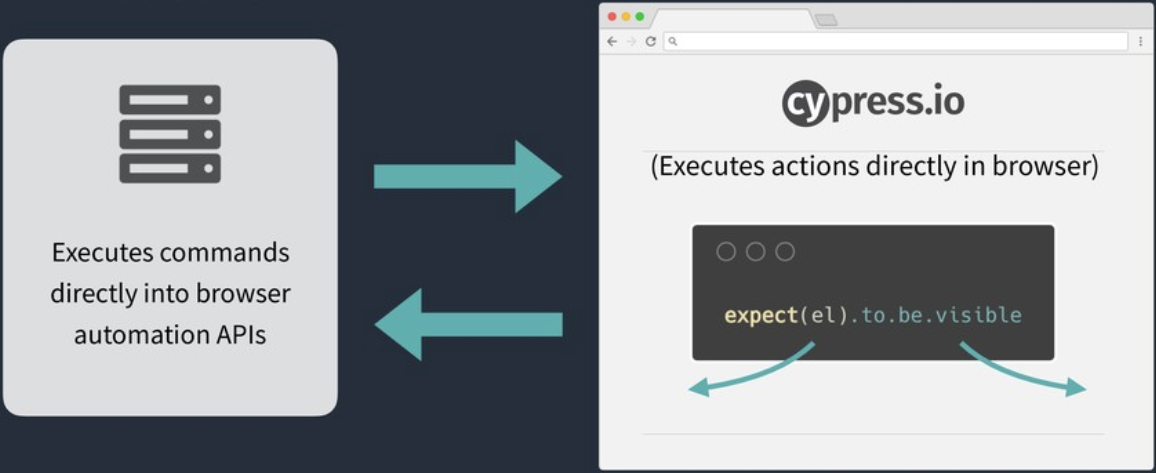 Executes commands
directly into browser
automation APIs
cypress.io
(Executes actions directly in browser)
expect(el).to.be.visible